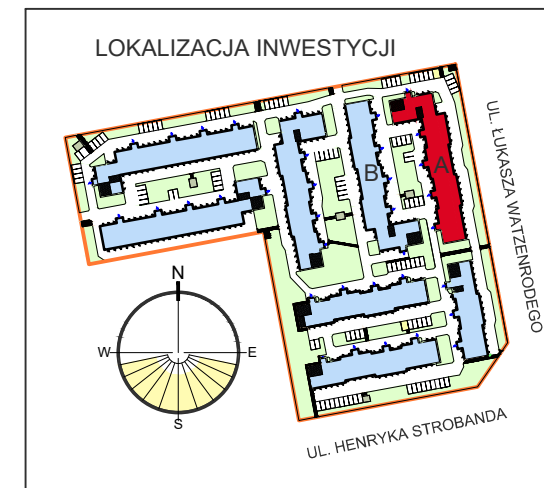 LOKALIZACJA INWESTYCJI
A
B
UL. ŁUKASZA WATZENRODEGO
N
W
E
S
UL. HENRYKA STROBANDA